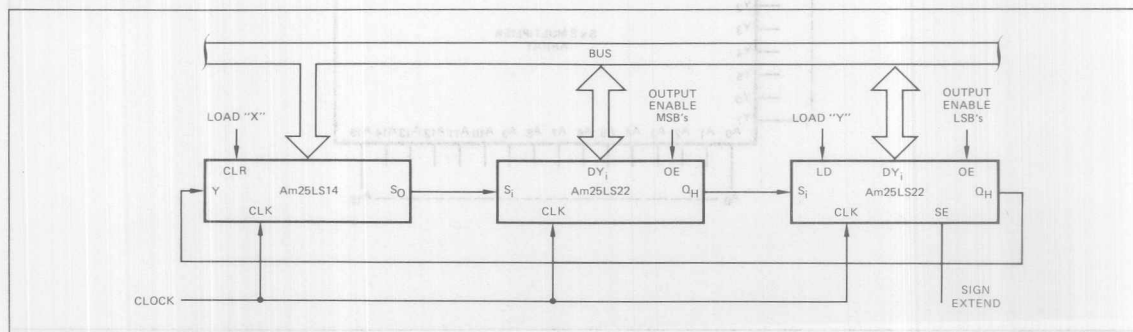 BUS
LOAD "X"
OUTPUT
ENABLE
MSB's
LOAD "Y"
OUTPUT
ENABLE
LSB's
CLR
Y
Am25LS14
SO
CLK
DYi
OE
Si
Am25LS22
QH
CLK
LD
DYi
OE
Si
Am25LS22
QH
CLK
SE
CLOCK
SIGN
EXTEND